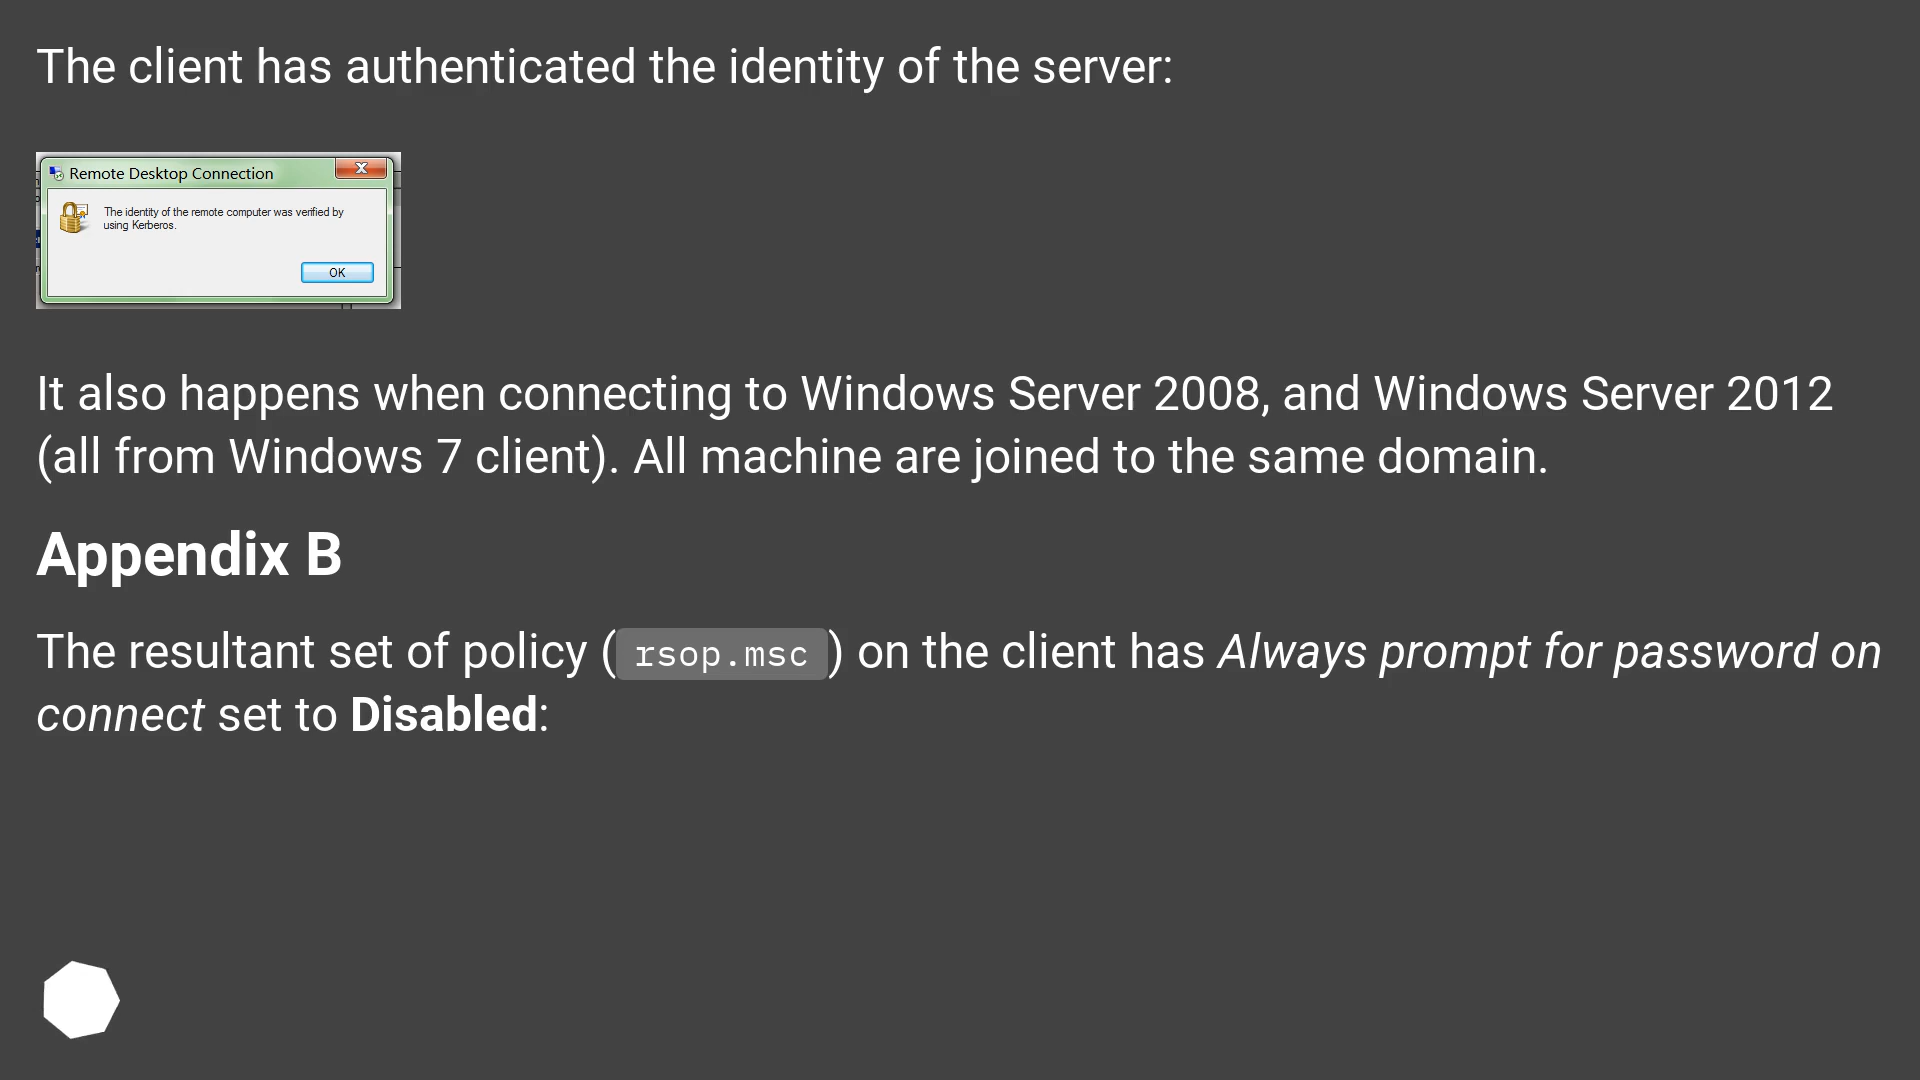 The client has authenticated the identity of the server:
Remote Desktop Connection
The identity of the remote computer was verified by
using Kerberos.
OK
It also happens when connecting to Windows Server 2008, and Windows Server 2012
(all from Windows 7 client). All machine are joined to the same domain.
Appendix B
The resultant set of policy ( rsop.msc ) on the client has Always prompt for password on
connect set to Disabled: